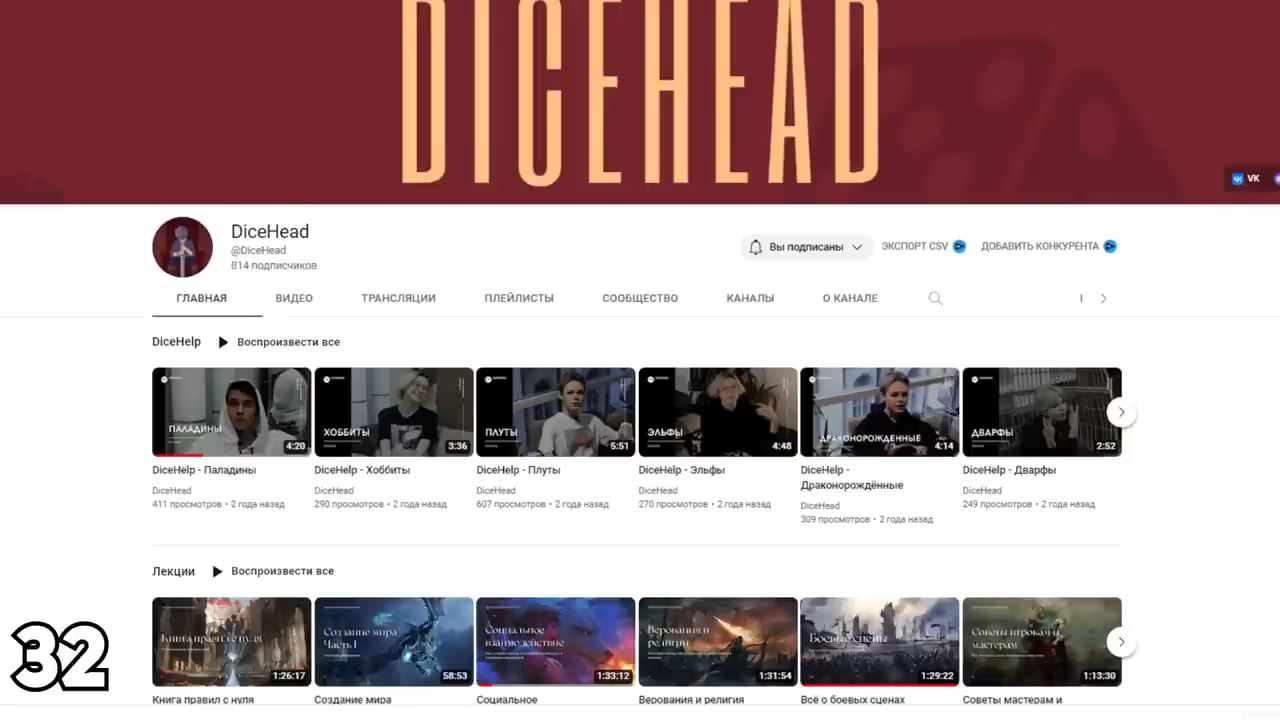 DICEHEAD
VK
DiceHead
@DiceHead
814 подписчиков
Вы подписаны
ЭКСПОРТ CSV
ДОБАВИТЬ КОНКУРЕНТА
ГЛАВНАЯ
ВИДЕО
ТРАНСЛЯЦИИ
ПЛЕЙЛИСТЫ
СООБЩЕСТВО
КАНАЛЫ
О КАНАЛЕ
DiceHelp
Воспроизвести все
ПАЛАДИНЫ
4:20
ХОББИТЫ
3:36
ПЛУТЫ
5:51
ЭЛЬФЫ
4:48
ДРАКОНОРОЖДЕННЫЕ
4:14
ДВАРФЫ
2:52
DiceHelp - Паладины
DiceHead
411 просмотров • 2 года назад
DiceHelp - Хоббиты
DiceHead
290 просмотров • 2 года назад
DiceHelp - Плуты
DiceHead
607 просмотров • 2 года назад
DiceHelp - Эльфы
DiceHead
270 просмотров • 2 года назад
DiceHelp -
Драконорождённые
DiceHead
309 просмотров • 2 года назад
DiceHelp - Дварфы
DiceHead
249 просмотров • 2 года назад
Лекции
Воспроизвести все
Книга правил с нуля
1:26:17
Создание мира
Часть I
58:53
Социальное
взаимодействие
1:33:12
Верования и
религии
1:31:54
Боевые сцены
1:29:22
Советы игрокам и
мастерам
1:13:30
Книга правил с нуля
Создание мира
Социальное
Верования и религия
Всё о боевых сценах
Советы мастерам и
32